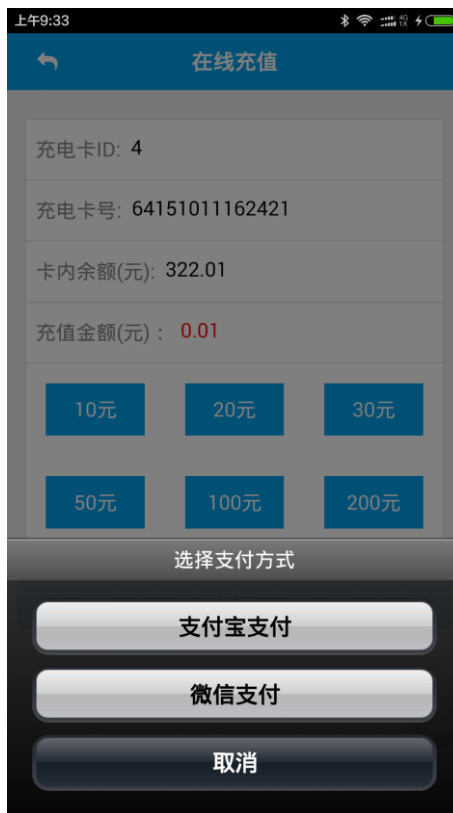 上午9:33
4G
1X
在线充值
充电卡ID: 4
充电卡号: 64151011162421
卡内余额(元): 322.01
充值金额(元)： 0.01
10元 20元 30元
50元 100元 200元
选择支付方式
支付宝支付
微信支付
取消